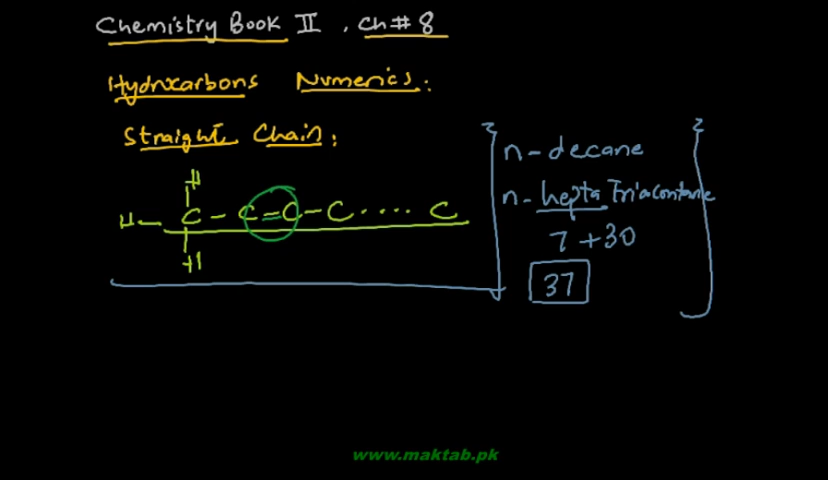 Chemistry Book II, Ch# 8
Hydrocarbons Numerics:
Straight Chain:
H
H - C - C = C - C .... C
H
n-decane
n-hepta Triacontane
7 + 30
37
www.maktab.pk